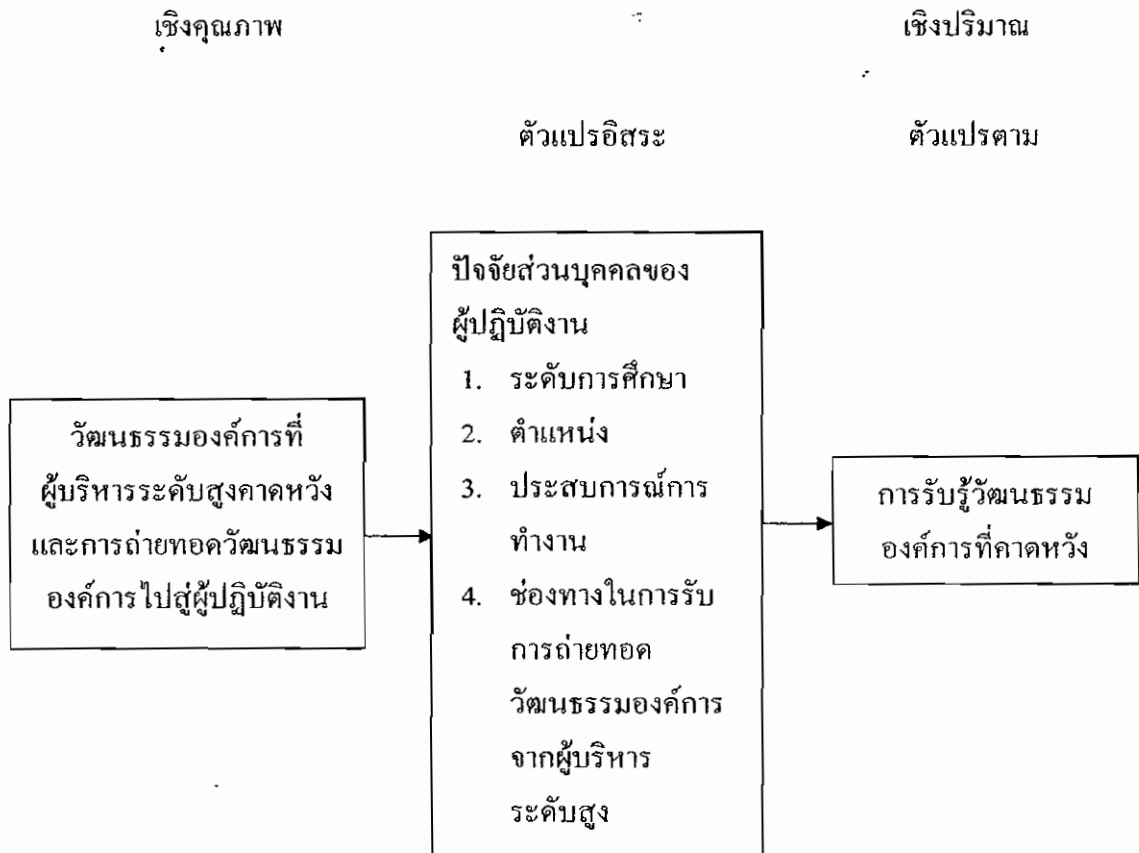 เชิงคุณภาพ
เชิงปริมาณ
ตัวแปรอิสระ
ตัวแปรตาม
วัฒนธรรมองค์การที่
ผู้บริหารระดับสูงคาดหวัง
และการถ่ายทอดวัฒนธรรม
องค์การไปสู่ผู้ปฏิบัติงาน
ปัจจัยส่วนบุคคลของ
ผู้ปฏิบัติงาน
1. ระดับการศึกษา
2. ตำแหน่ง
3. ประสบการณ์การ
ทำงาน
4. ช่องทางในการรับ
การถ่ายทอด
วัฒนธรรมองค์การ
จากผู้บริหาร
ระดับสูง
การรับรู้วัฒนธรรม
องค์การที่คาดหวัง